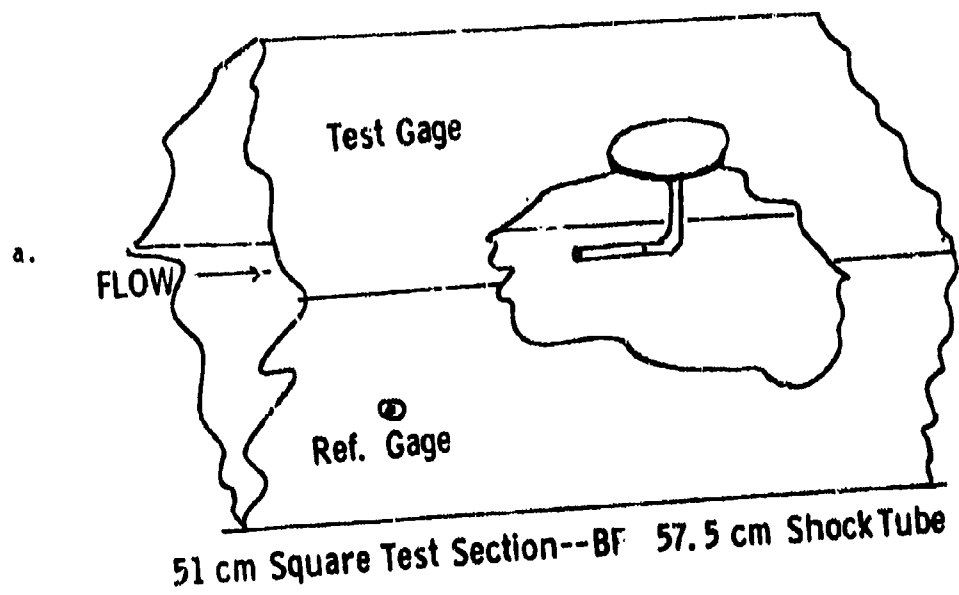 Test Gage
a.
FLOW
Ref. Gage
51 cm Square Test Section--BF 57.5 cm Shock Tube